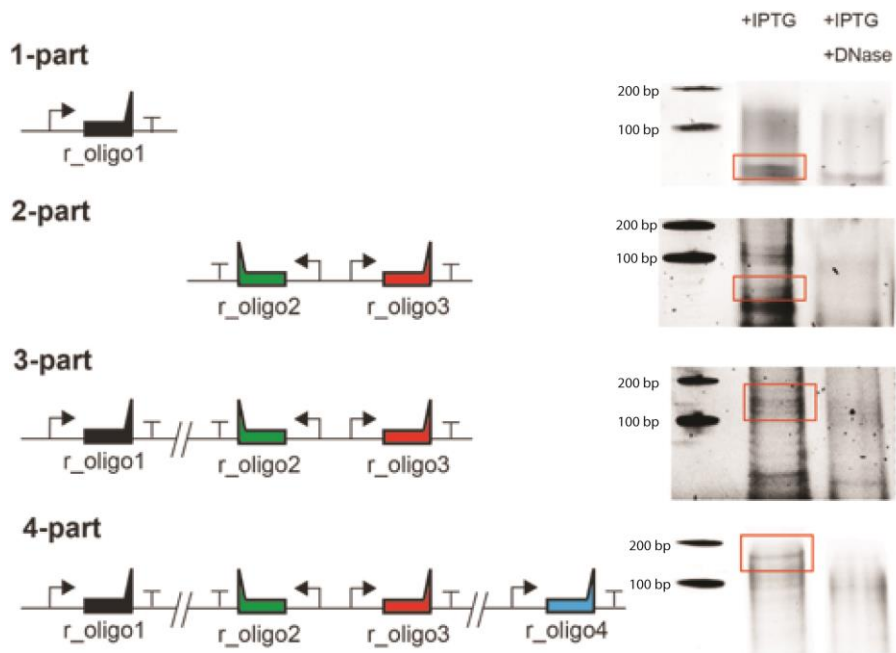 +IPTG +IPTG
+DNase
1-part
200 bp
100 bp
r_oligo1
2-part
200 bp
100 bp
r_oligo2 r_oligo3
3-part
200 bp
100 bp
r_oligo1 r_oligo2 r_oligo3
4-part
200 bp
100 bp
r_oligo1 r_oligo2 r_oligo3 r_oligo4